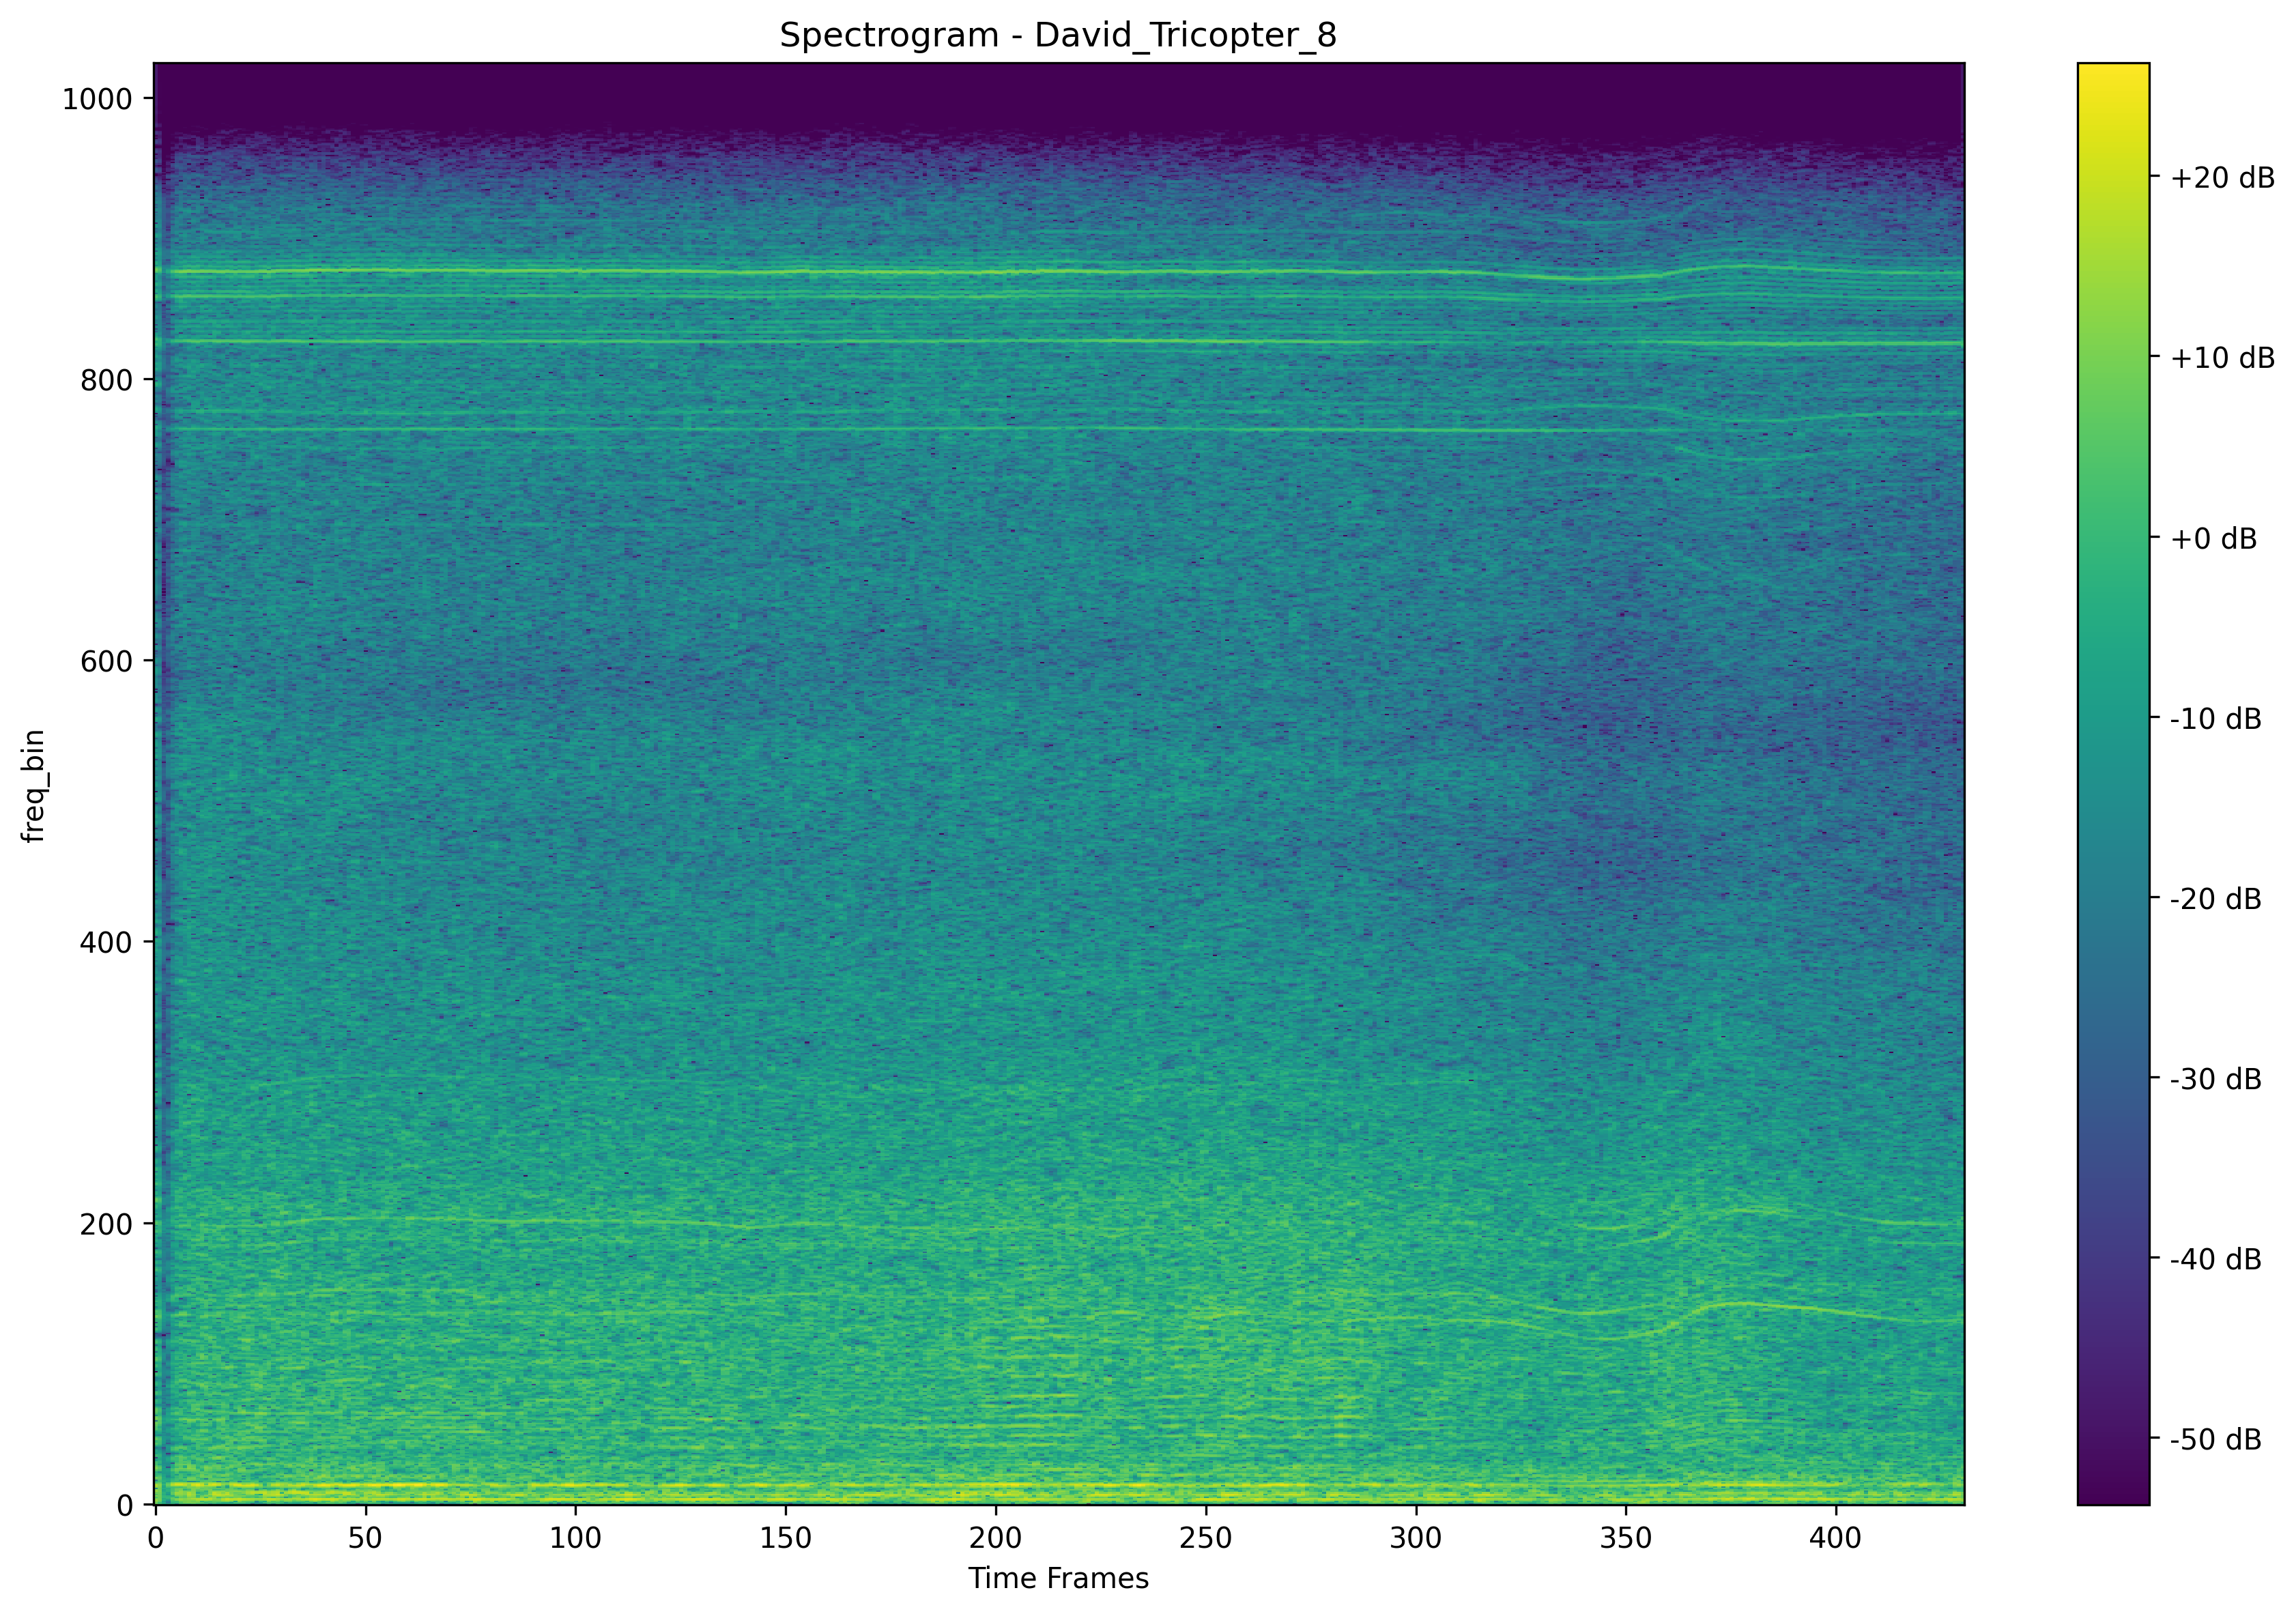 Spectrogram - David_Tricopter_8
1000
800
600
400
200
0
freq_bin
0 50 100 150 200 250 300 350 400
Time Frames
+20 dB
+10 dB
+0 dB
-10 dB
-20 dB
-30 dB
-40 dB
-50 dB